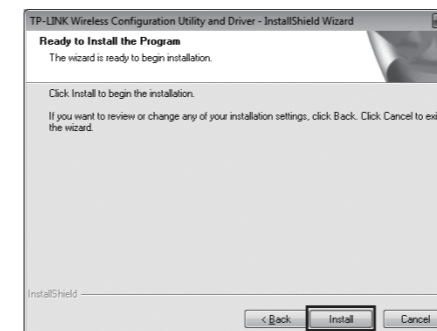 TP-LINK Wireless Configuration Utility and Driver - InstallShield Wizard
Ready to Install the Program
The wizard is ready to begin installation.
Click Install to begin the installation.
If you want to review or change any of your installation settings, click Back. Click Cancel to exi
the wizard.
InstallShield
< Back
Install
Cancel